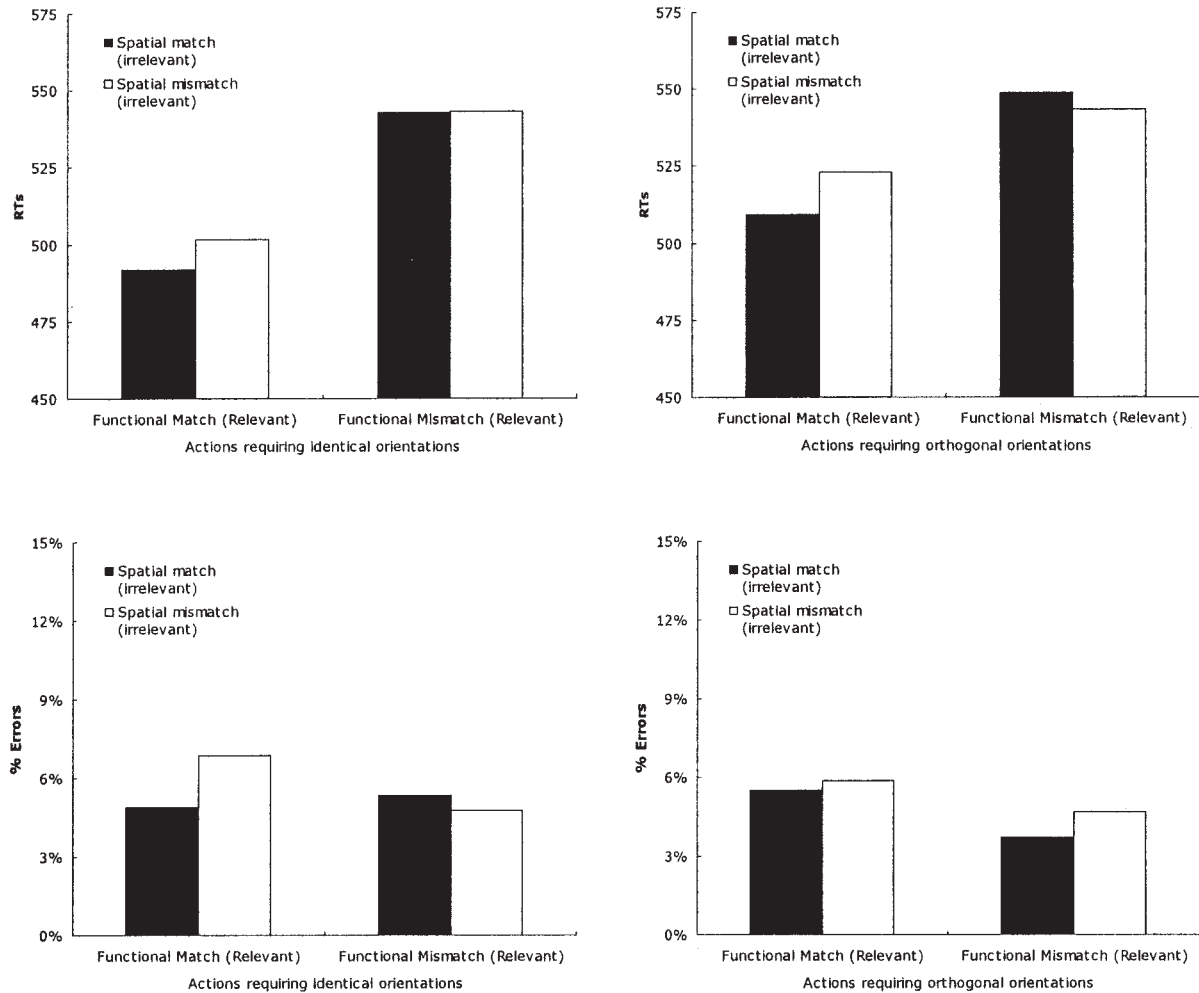 575
550
525
500
475
450
RTs
Spatial match
(irrelevant)
Spatial mismatch
(irrelevant)
Functional Match (Relevant)
Functional Mismatch (Relevant)
Actions requiring identical orientations
575
550
525
500
475
450
RTs
Spatial match
(irrelevant)
Spatial mismatch
(irrelevant)
Functional Match (Relevant)
Functional Mismatch (Relevant)
Actions requiring orthogonal orientations
15%
12%
9%
6%
3%
0%
% Errors
Spatial match
(irrelevant)
Spatial mismatch
(irrelevant)
Functional Match (Relevant)
Functional Mismatch (Relevant)
Actions requiring identical orientations
15%
12%
9%
6%
3%
0%
% Errors
Spatial match
(irrelevant)
Spatial mismatch
(irrelevant)
Functional Match (Relevant)
Functional Mismatch (Relevant)
Actions requiring orthogonal orientations